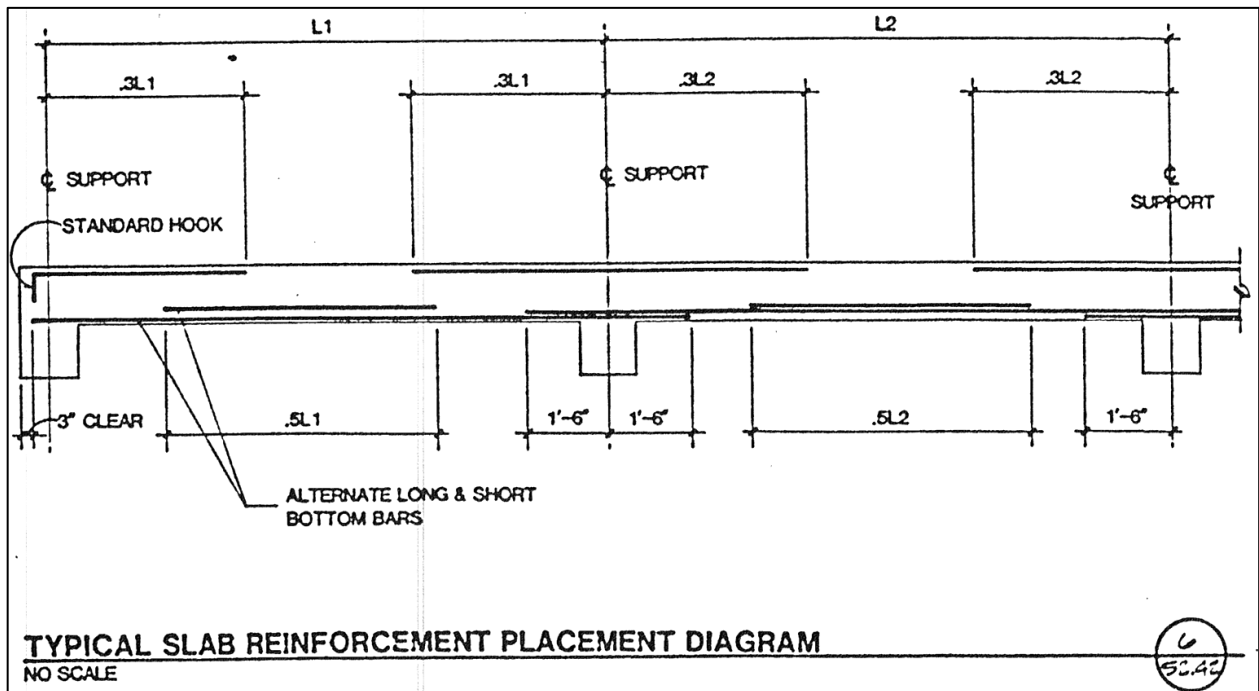 L1
L2
.3L1
.3L1
.3L2
.3L2
℄ SUPPORT
℄ SUPPORT
℄
SUPPORT
STANDARD HOOK
3" CLEAR
.5L1
1'-6"
1'-6"
.5L2
1'-6"
ALTERNATE LONG & SHORT
BOTTOM BARS
TYPICAL SLAB REINFORCEMENT PLACEMENT DIAGRAM
NO SCALE
6